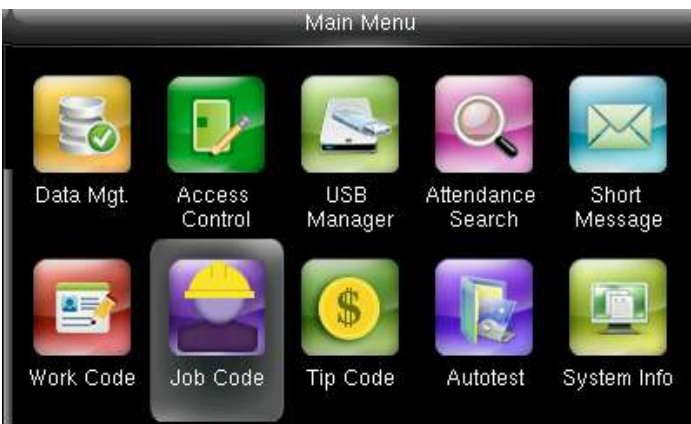 Main Menu
Data Mgt.
Access
Control
USB
Manager
Attendance
Search
Short
Message
Work Code
Job Code
Tip Code
Autotest
System Info